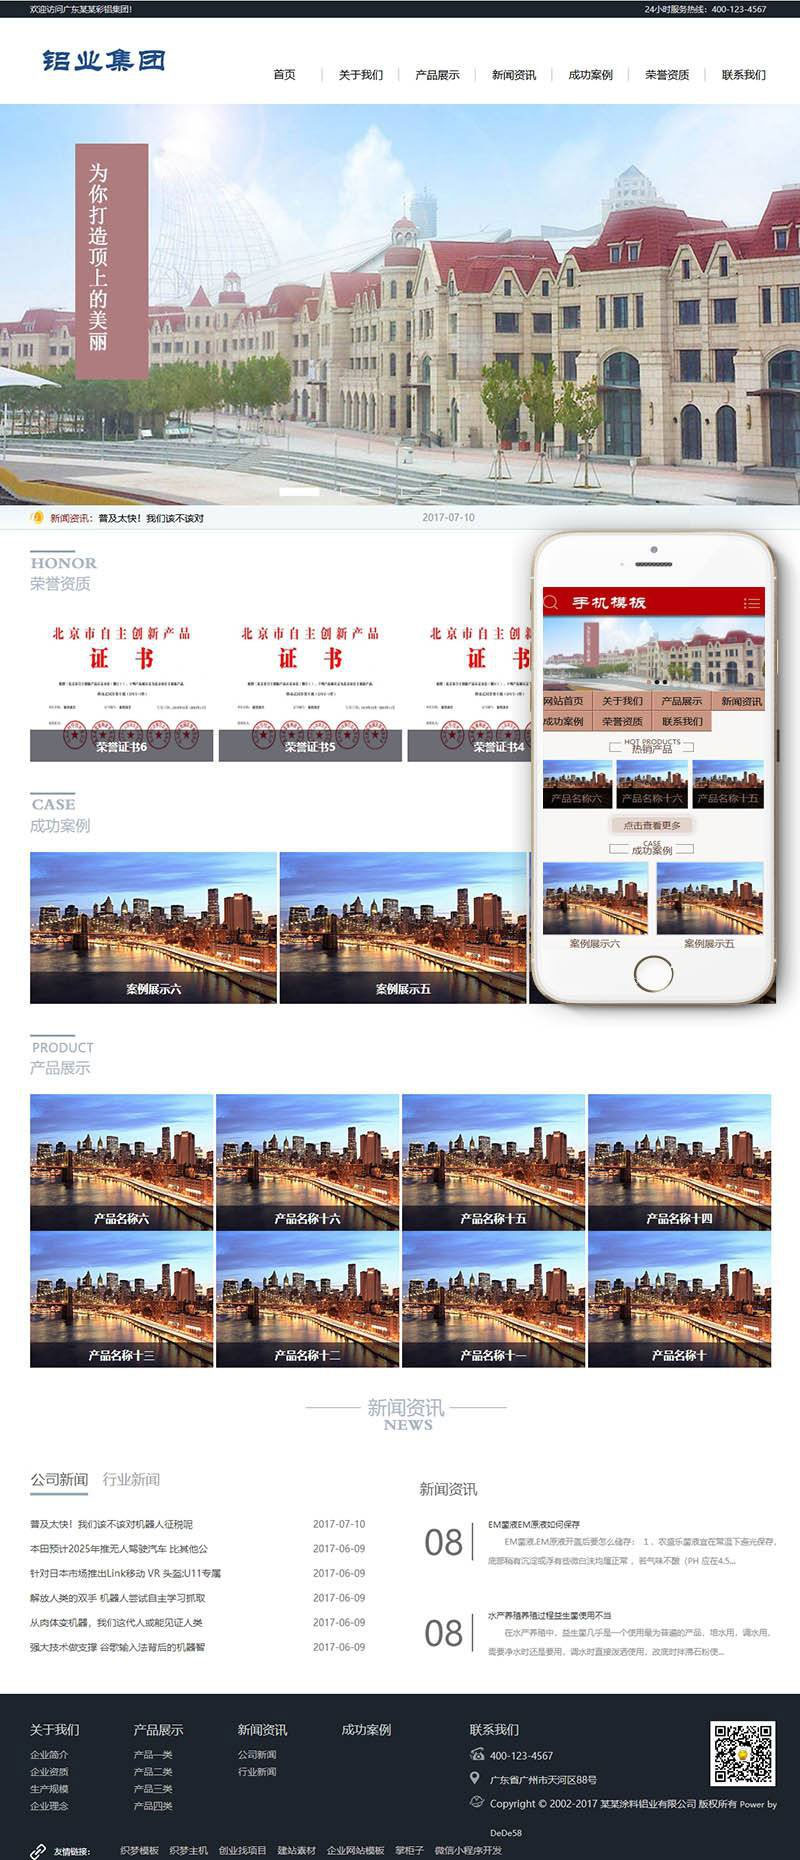 欢迎访问广东某某彩铝集团!
24小时服务热线：400-123-4567
铝业集团
首页 关于我们 产品展示 新闻资讯 成功案例 荣誉资质 联系我们
为你打造顶上的美丽
新闻资讯：普及太快！我们该不该对 2017-07-10
HONOR
荣誉资质
北京市自主创新产品
证 书
荣誉证书6
北京市自主创新产品
证 书
荣誉证书5
北京市自主创
证 书
荣誉证书4
CASE
成功案例
案例展示六
案例展示五
手机模板
网站首页 关于我们 产品展示 新闻资讯
成功案例 荣誉资质 联系我们
HOT PRODUCTS
热销产品
产品名称六 产品名称十六 产品名称十五
点击查看更多
CASE
成功案例
案例展示六 案例展示五
PRODUCT
产品展示
产品名称六 产品名称十六 产品名称十五 产品名称十四
产品名称十三 产品名称十二 产品名称十一 产品名称十
新闻资讯
NEWS
公司新闻 行业新闻
普及太快！我们该不该对机器人征税呢 2017-07-10
本田预计2025年推无人驾驶汽车 比其他公 2017-06-09
针对日本市场推出Link移动 VR 头盔:U11专属 2017-06-09
解放人类的双手 机器人尝试自主学习抓取 2017-06-09
从肉体变机器，我们这代人或能见证人类 2017-06-09
强大技术做支撑 谷歌输入法背后的机器智 2017-06-09
新闻资讯
08
EM菌液EM原液如何保存
EM菌液,EM原液开盖后要怎么储存： 1 、农盛乐菌液宜在常温下避光保存，
底部稍有沉淀或浮有些微白沫均属正常 ，若气味不酸（PH 应在4.5...
08
水产养殖养殖过程益生菌使用不当
在水产养殖中，益生菌几乎是一个使用最为普遍的产品，培水用，调水用，
需要净水时还是要用，调水时直接泼洒使用，改底时拌沸石粉使...
关于我们
企业简介
企业资质
生产规模
企业理念
产品展示
产品一类
产品二类
产品三类
产品四类
新闻资讯
公司新闻
行业新闻
成功案例
联系我们
400-123-4567
广东省广州市天河区88号
Copyright © 2002-2017 某某涂料铝业有限公司 版权所有 Power by
DeDe58
友情链接： 织梦模板 织梦主机 创业找项目 建站素材 企业网站模板 掌柜子 微信小程序开发